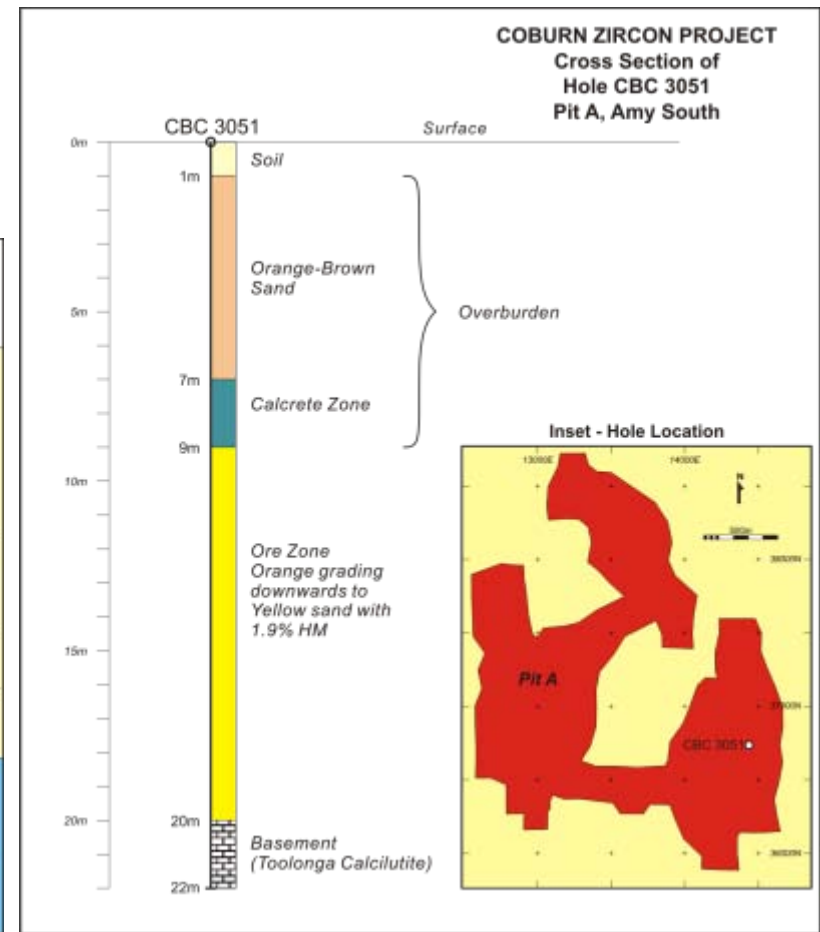 COBURN ZIRCON PROJECT
Cross Section of
Hole CBC 3051
Pit A, Amy South
CBC 3051
Surface
0m
Soil
1m
Orange-Brown
Sand
5m
Overburden
7m
Calcrete Zone
9m
10m
Ore Zone
Orange grading
downwards to
Yellow sand with
1.9% HM
15m
20m
20m
Basement
(Toolonga Calcilutite)
22m
Inset - Hole Location
13000E
14000E
N
Pit A
CBC 3051